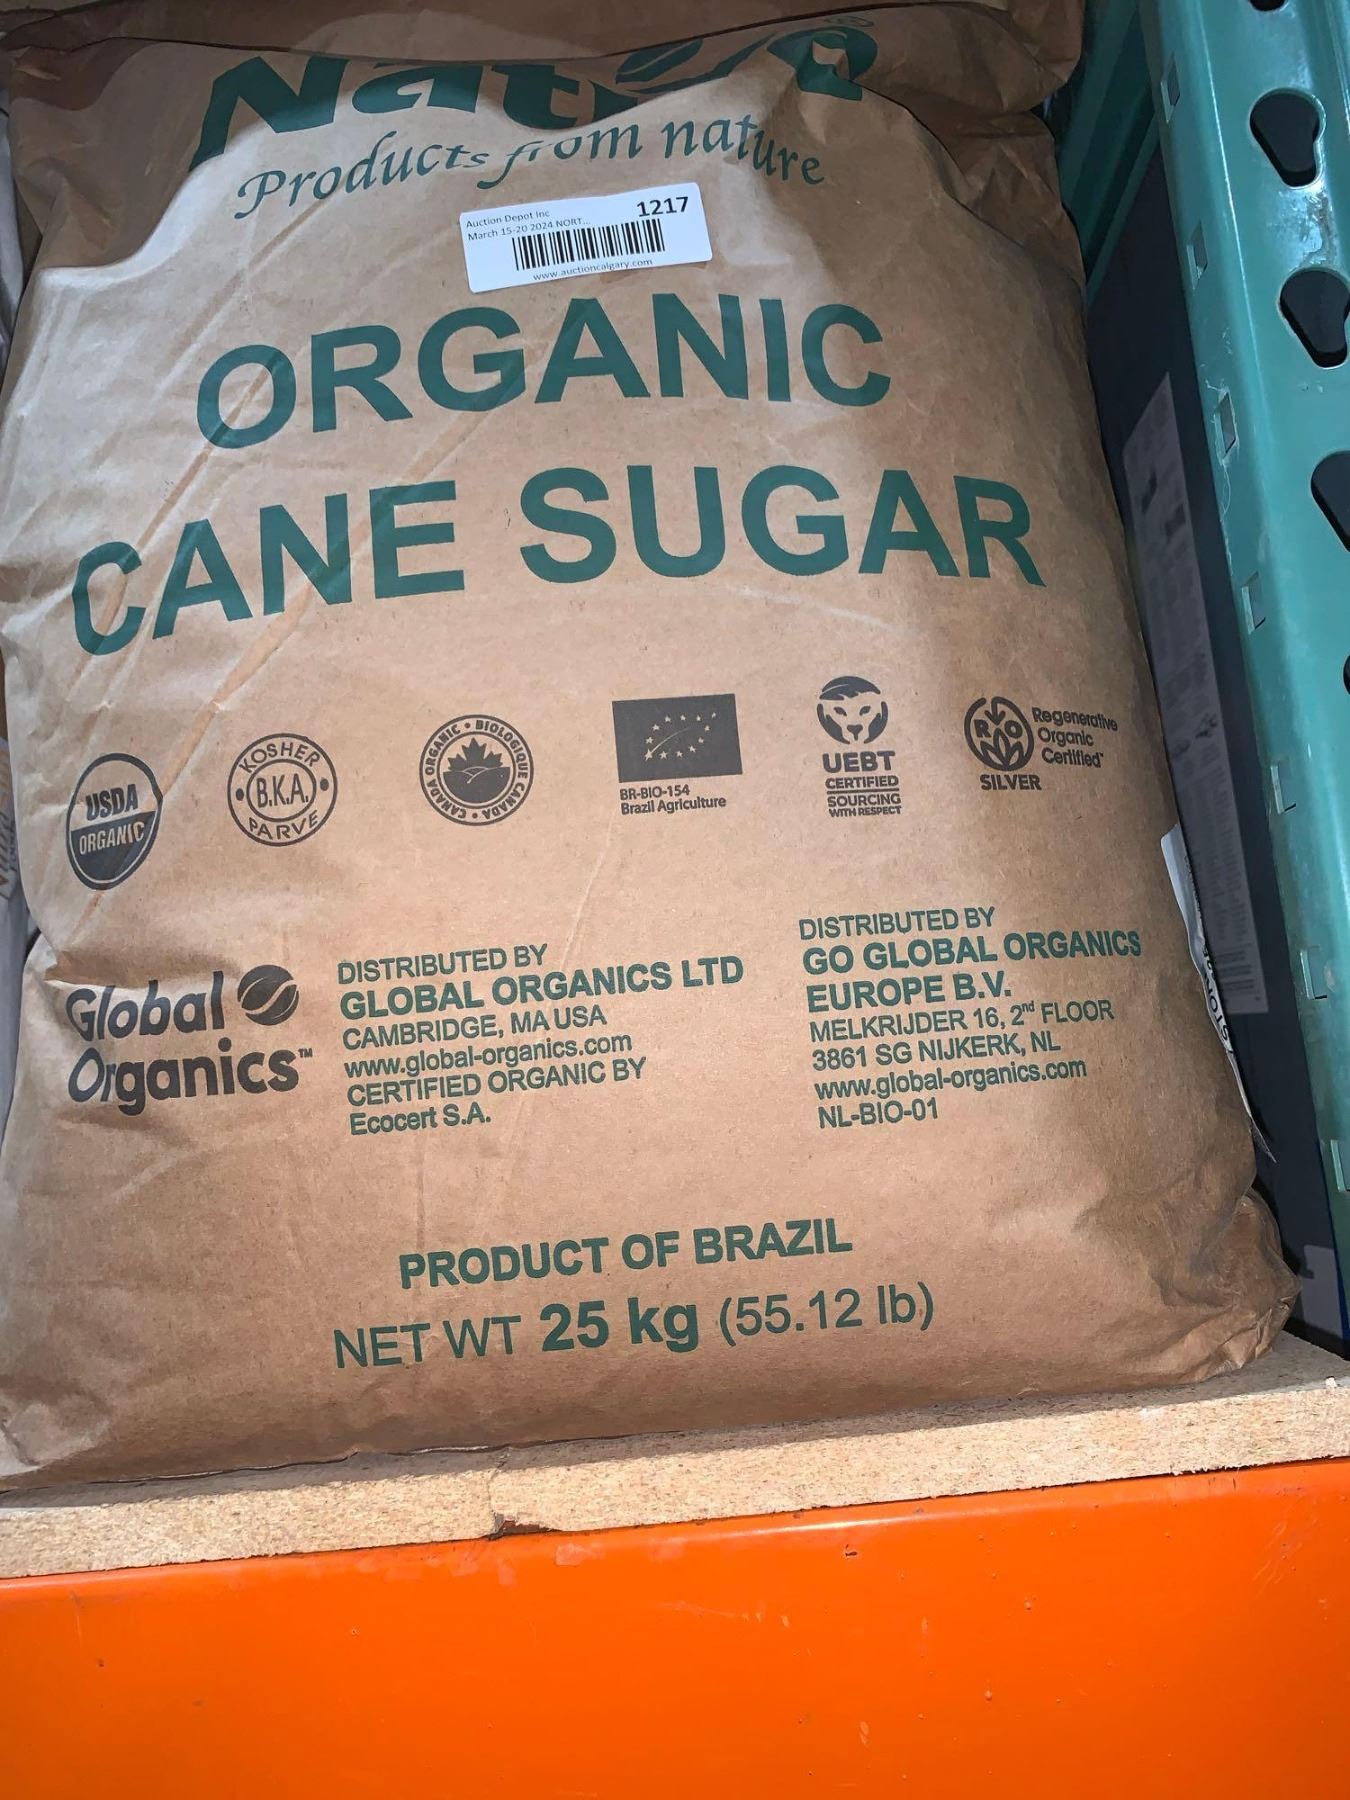 Products from nature
Auction Depot Inc
1217
March 15-20 2024 NORT...
www.auctioncalgary.com
ORGANIC
CANE SUGAR
USDA
ORGANIC
KOSHER
B.K.A.
PARVE
CANADA ORGANIC • BIOLOGIQUE CANADA •
BR-BIO-154
Brazil Agriculture
UEBT
CERTIFIED
SOURCING
WITH RESPECT
R O
Regenerative
Organic
Certified™
SILVER
Global
Organics™
DISTRIBUTED BY
GLOBAL ORGANICS LTD
CAMBRIDGE, MA USA
www.global-organics.com
CERTIFIED ORGANIC BY
Ecocert S.A.
DISTRIBUTED BY
GO GLOBAL ORGANICS
EUROPE B.V.
MELKRIJDER 16, 2nd FLOOR
3861 SG NIJKERK, NL
www.global-organics.com
NL-BIO-01
PRODUCT OF BRAZIL
NET WT 25 kg (55.12 lb)